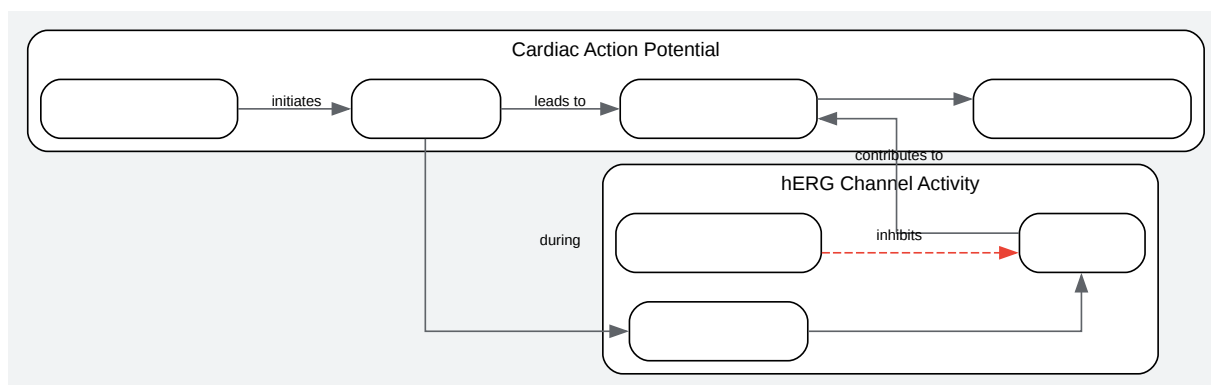 Cardiac Action Potential
initiates
leads to
contributes to
hERG Channel Activity
during
inhibits